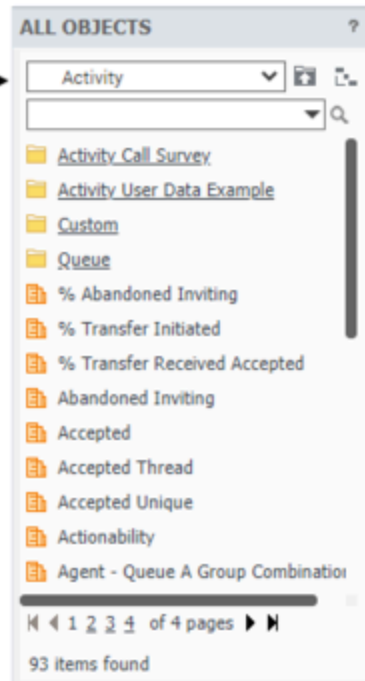 ALL OBJECTS ?
Activity
Activity Call Survey
Activity User Data Example
Custom
Queue
% Abandoned Inviting
% Transfer Initiated
% Transfer Received Accepted
Abandoned Inviting
Accepted
Accepted Thread
Accepted Unique
Actionability
Agent - Queue A Group Combination
1 2 3 4 of 4 pages
93 items found